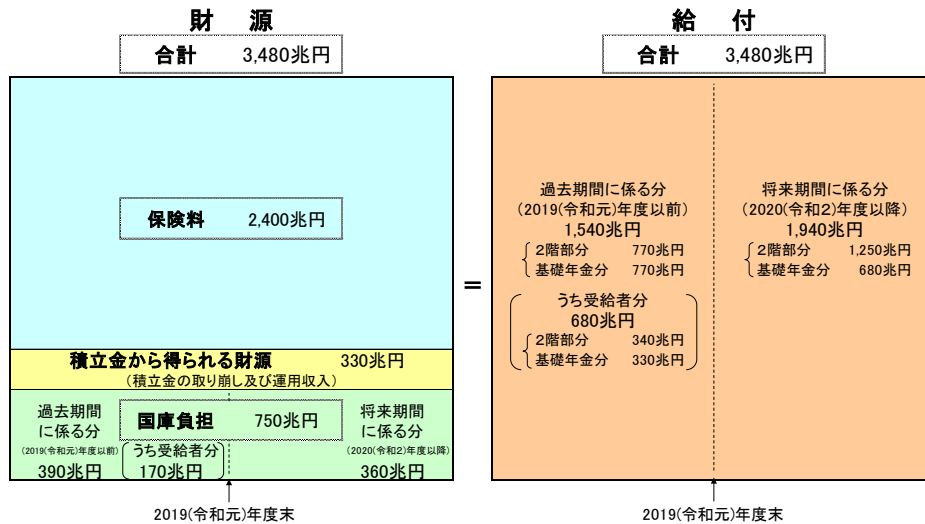 財 源
合計 3,480兆円
保険料 2,400兆円
積立金から得られる財源 330兆円
(積立金の取り崩し及び運用収入)
国庫負担 750兆円
過去期間
に係る分
(2019(令和元)年度以前)
390兆円
うち受給者分
170兆円
将来期間
に係る分
(2020(令和2)年度以降)
360兆円
2019(令和元)年度末
=
給 付
合計 3,480兆円
過去期間に係る分
(2019(令和元)年度以前)
1,540兆円
2階部分 770兆円
基礎年金分 770兆円
うち受給者分
680兆円
2階部分 340兆円
基礎年金分 330兆円
将来期間に係る分
(2020(令和2)年度以降)
1,940兆円
2階部分 1,250兆円
基礎年金分 680兆円
2019(令和元)年度末